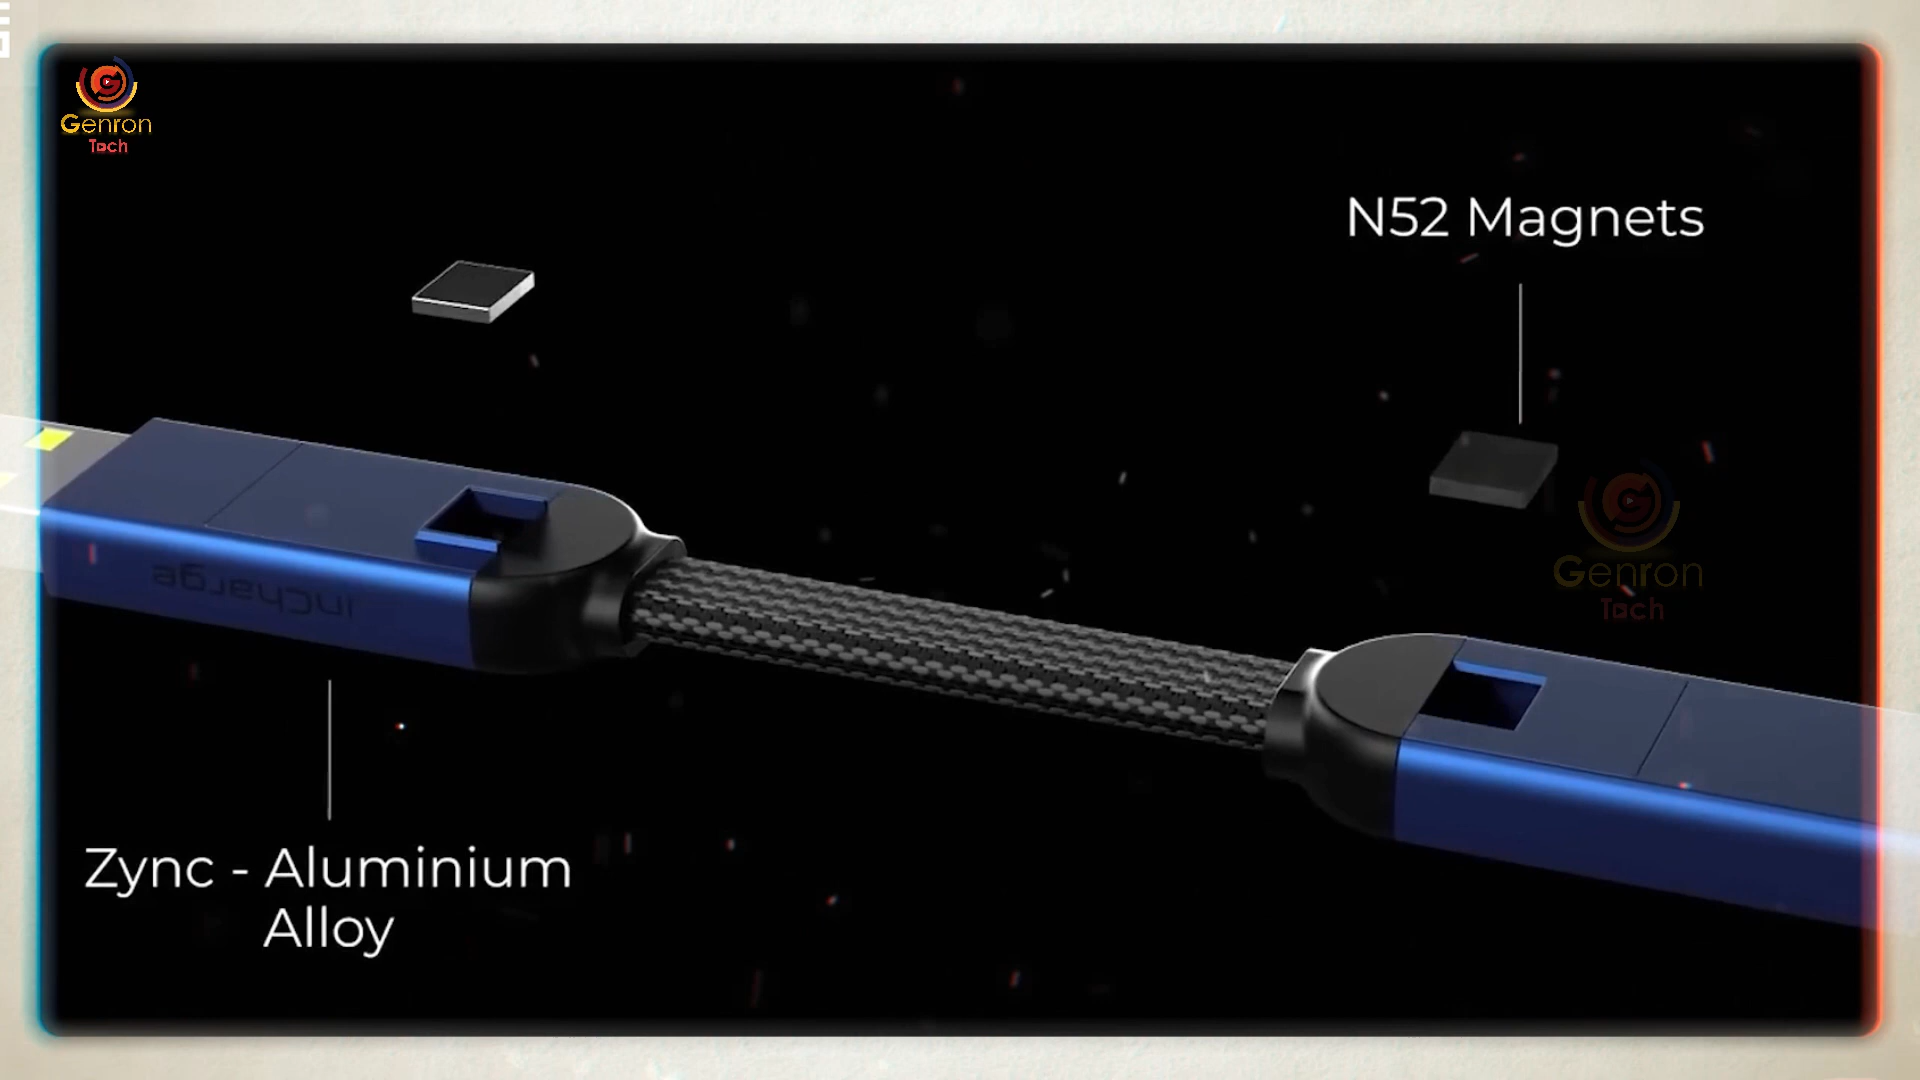 Genron
Tech
N52 Magnets
inCharge
Genron
Tech
Zync - Aluminium
Alloy